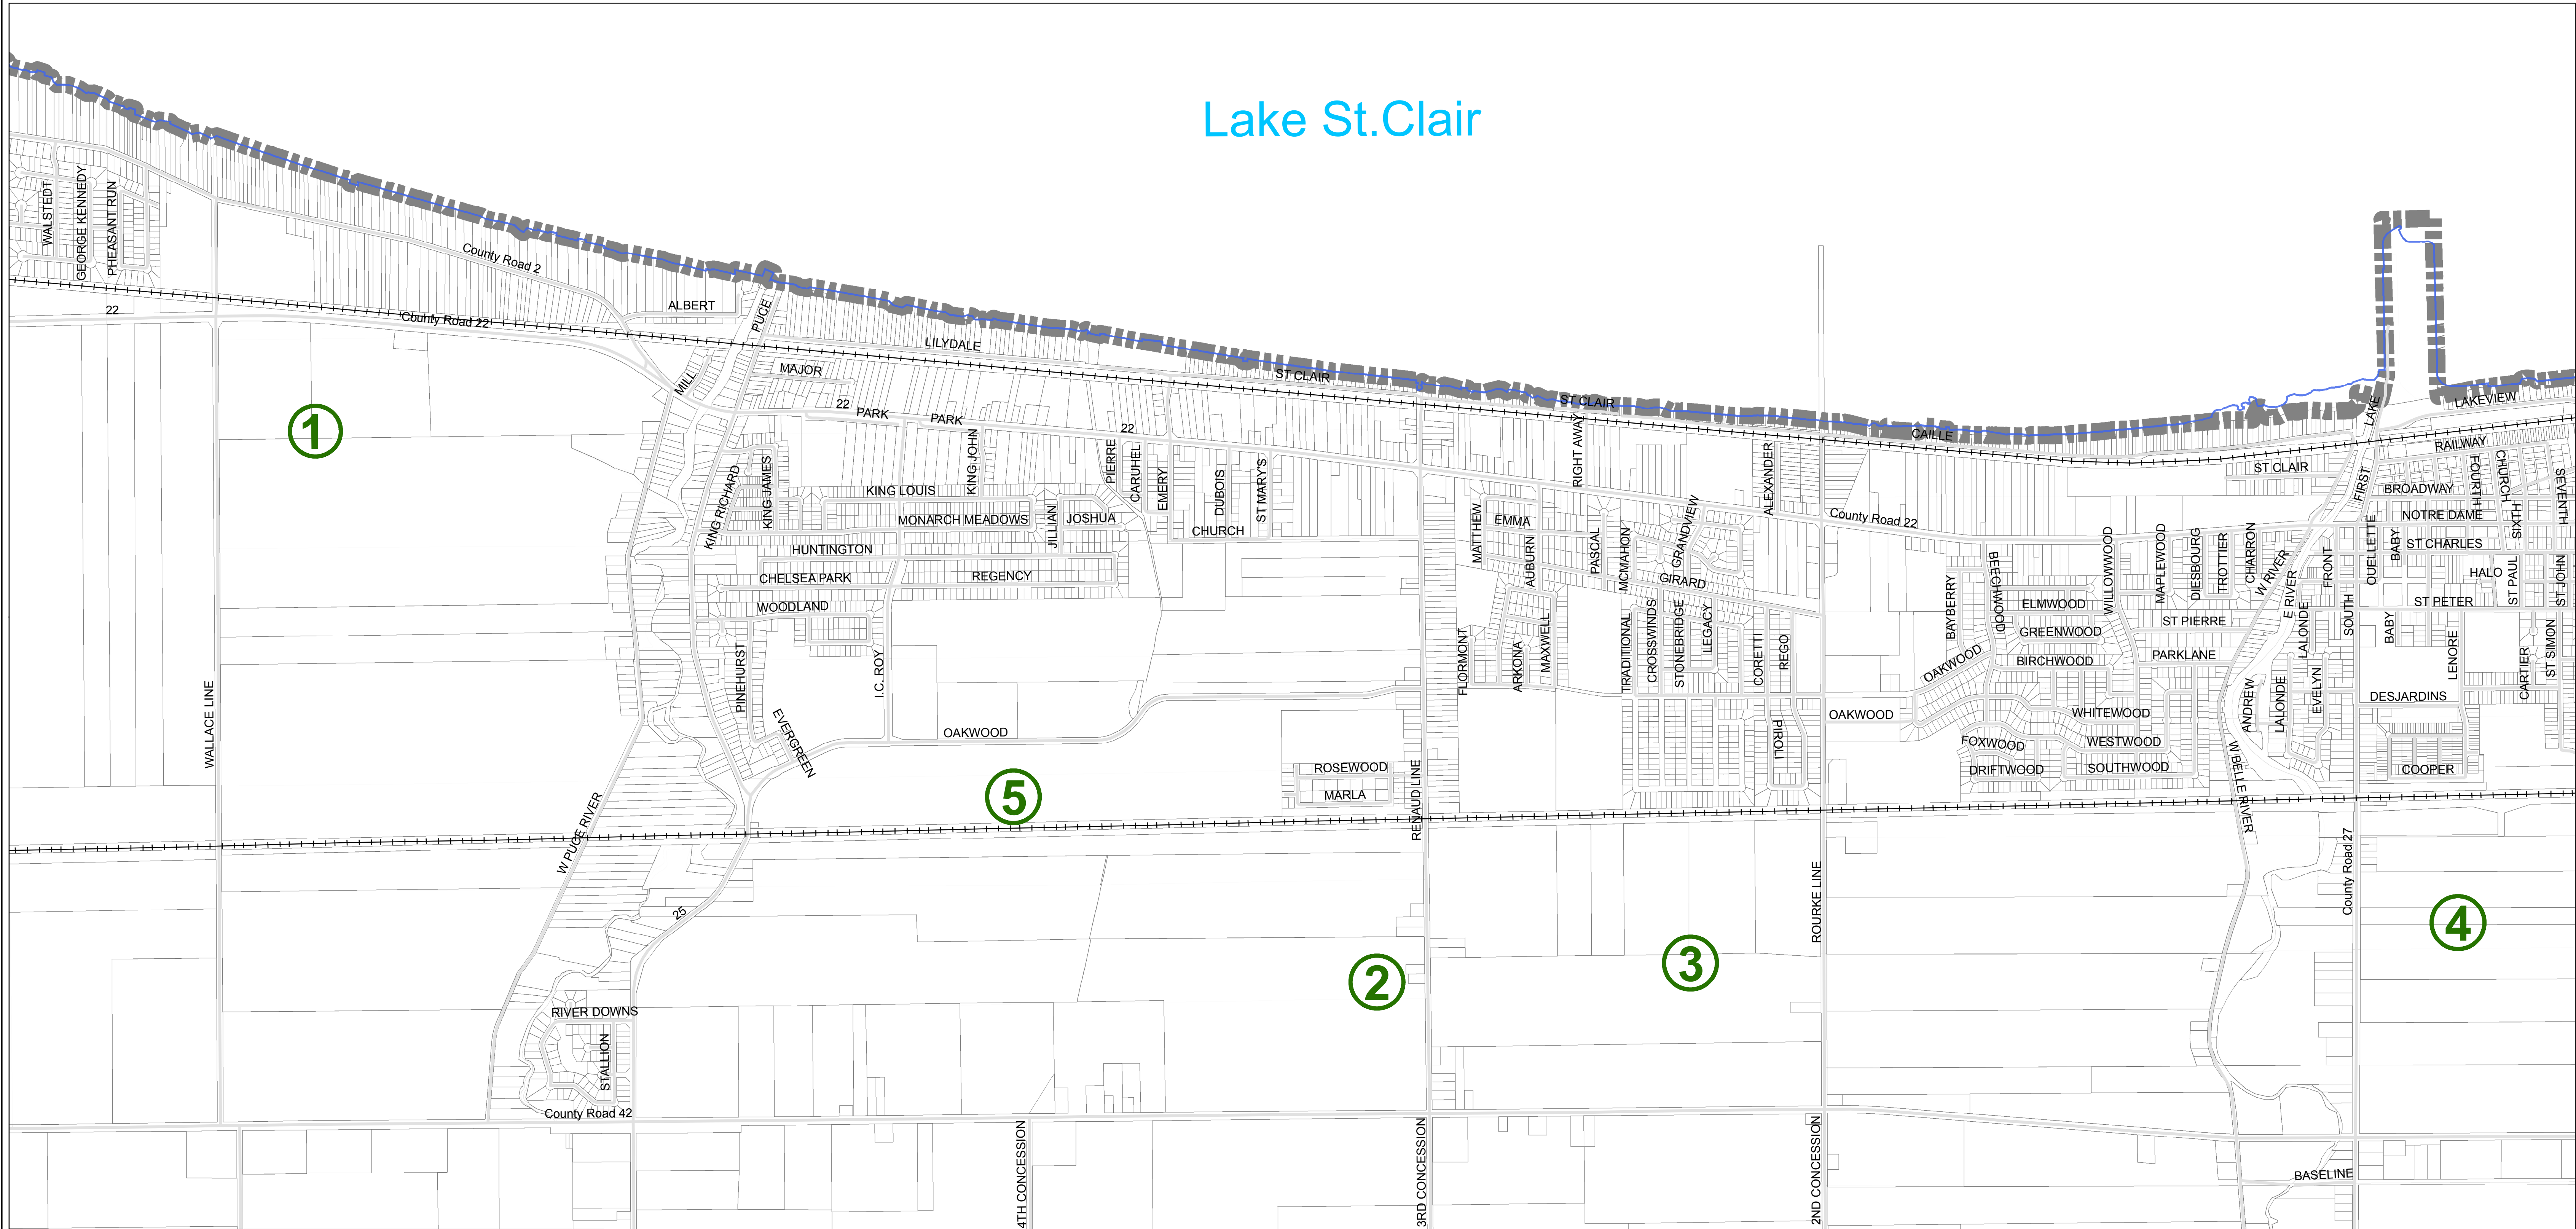 Lake St.Clair
WALSTEDT
GEORGE KENNEDY
PHEASANT RUN
County Road 2
22
County Road 22
ALBERT
PUCE
LILYDALE
ST CLAIR
ST CLAIR
CAILLE
LAKE
LAKEVIEW
RAILWAY
MILL
MAJOR
22
PARK
PARK
22
1
KING RICHARD
KING JAMES
KING LOUIS
KING JOHN
PIERRE
CARUHEL
EMERY
DUBOIS
ST MARY'S
MONARCH MEADOWS
JILLIAN
JOSHUA
CHURCH
HUNTINGTON
CHELSEA PARK
REGENCY
WOODLAND
PINEHURST
EVERGREEN
I.C. ROY
OAKWOOD
RIGHT AWAY
ALEXANDER
MATTHEW
EMMA
AUBURN
PASCAL
MCMAHON
GRANDVIEW
GIRARD
County Road 22
FLORMONT
ARKONA
MAXWELL
TRADITIONAL
CROSSWINDS
STONEBRIDGE
LEGACY
CORETTI
REGO
PIROLI
OAKWOOD
BAYBERRY
BEECHWOOD
OAKWOOD
ELMWOOD
GREENWOOD
BIRCHWOOD
WILLOWWOOD
MAPLEWOOD
DIESBOURG
TROTTIER
CHARRON
W RIVER
E RIVER
ST PIERRE
PARKLANE
WHITEWOOD
WESTWOOD
FOXWOOD
DRIFTWOOD
SOUTHWOOD
ST CLAIR
FIRST
BROADWAY
FOURTH
CHURCH
SIXTH
SEVENTH
NOTRE DAME
OUELLETTE
BABY
ST CHARLES
FRONT
HALO
ST PAUL
ST JOHN
ST PETER
LALONDE
SOUTH
BABY
LENORE
CARTIER
ST SIMON
ANDREW
LALONDE
EVELYN
DESJARDINS
COOPER
WALLACE LINE
W PUCE RIVER
5
ROSEWOOD
MARLA
RENAUD LINE
W BELLE RIVER
County Road 27
ROURKE LINE
25
2
3
4
RIVER DOWNS
STALLION
County Road 42
4TH CONCESSION
3RD CONCESSION
2ND CONCESSION
BASELINE